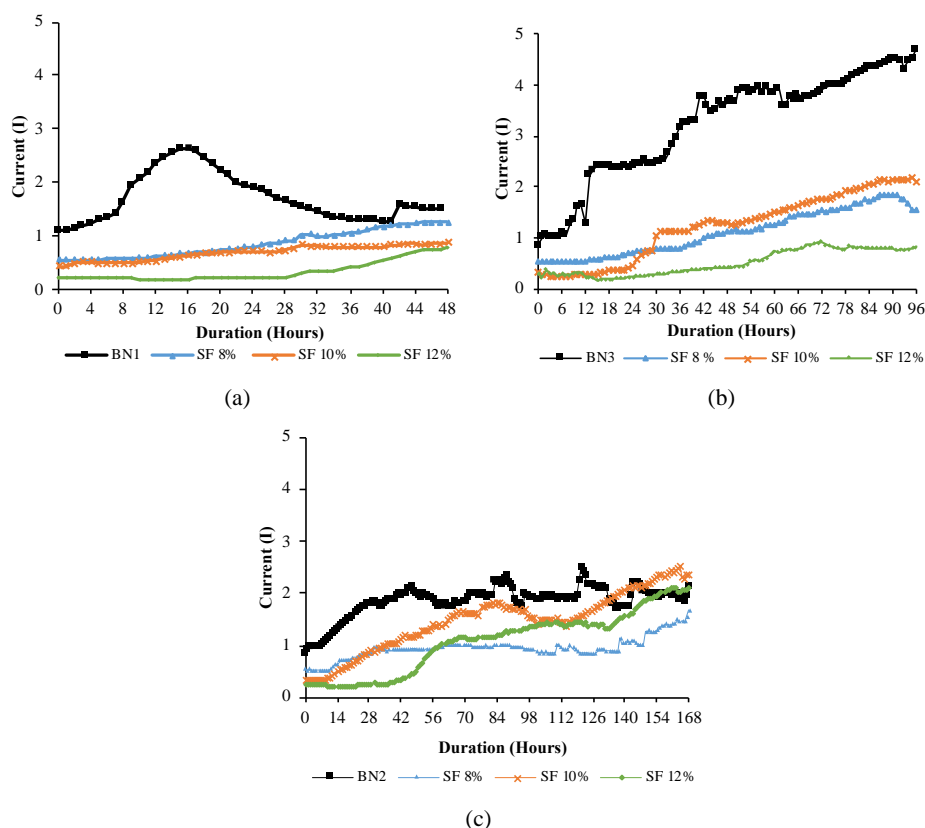 5
4
3
2
1
0
Current (I)
0 4 8 12 16 20 24 28 32 36 40 44 48
Duration (Hours)
BN1 SF 8% SF 10% SF 12%
(a)
5
4
3
2
1
0
Current (I)
0 6 12 18 24 30 36 42 48 54 60 66 72 78 84 90 96
Duration (Hours)
BN3 SF 8 % SF 10% SF 12%
(b)
5
4
3
2
1
0
Current (I)
0 14 28 42 56 70 84 98 112 126 140 154 168
Duration (Hours)
BN2 SF 8% SF 10% SF 12%
(c)